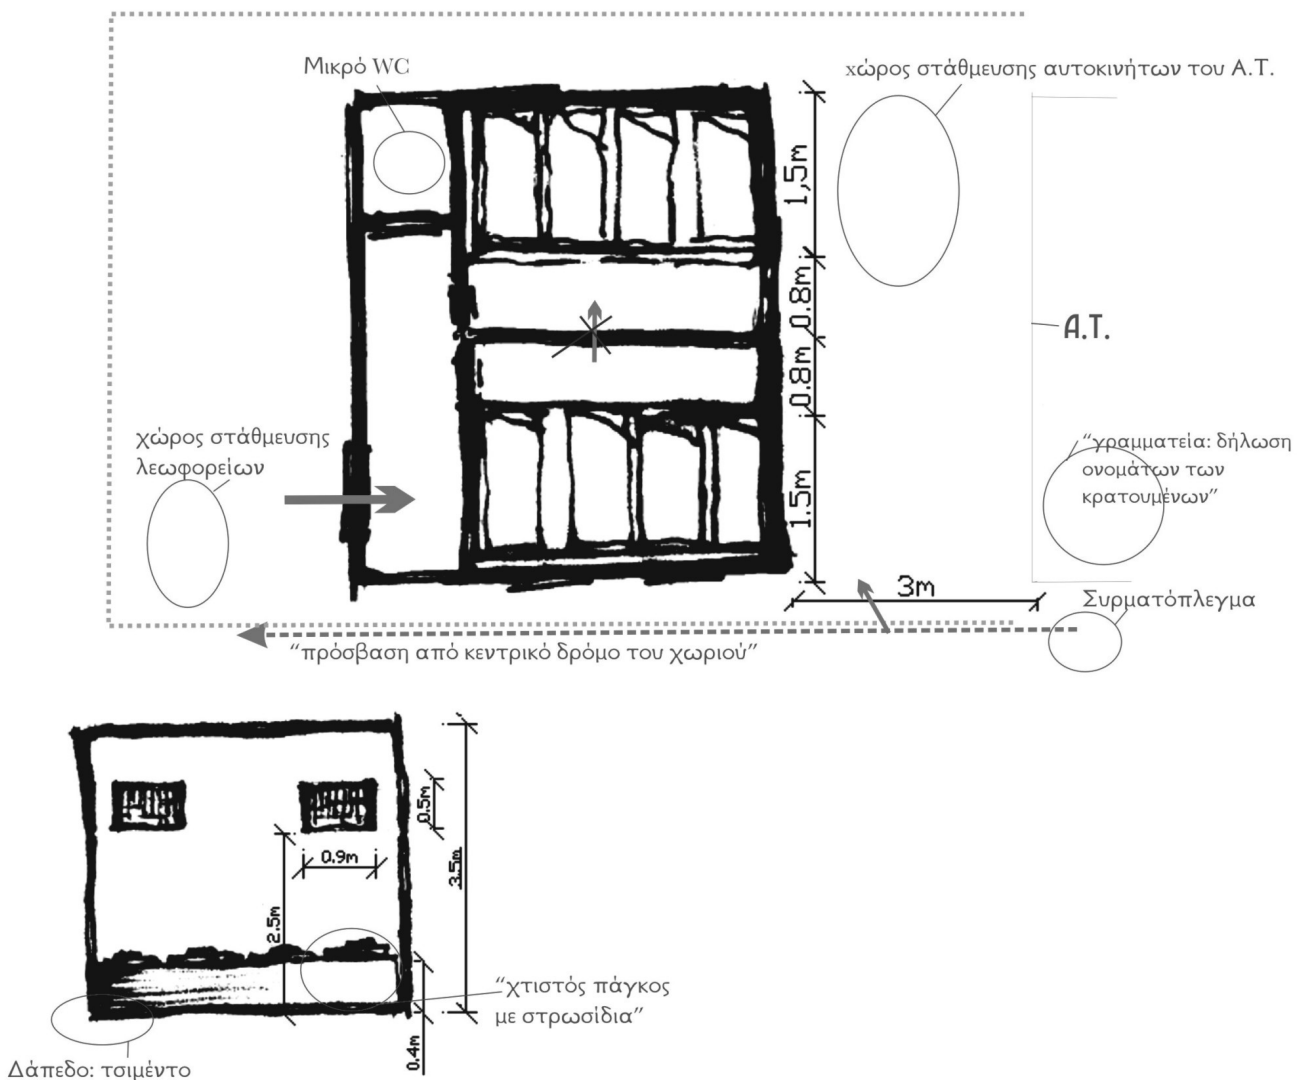 Μικρό WC
χώρος στάθμευσης αυτοκινήτων του Α.Τ.
1,5m
0.8m
0.8m
1.5m
Α.Τ.
χώρος στάθμευσης
λεωφορείων
“γραμματεία: δήλωση
ονομάτων των
κρατουμένων”
3m
Συρματόπλεγμα
“πρόσβαση από κεντρικό δρόμο του χωριού”
0.5m
0.9m
3.5m
2.5m
“χτιστός πάγκος
με στρωσίδια”
0.4m
Δάπεδο: τσιμέντο